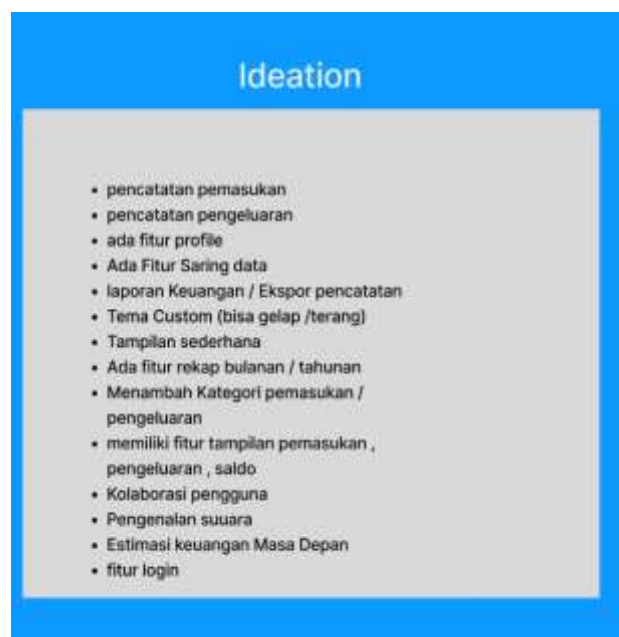 Ideation
• pencatatan pemasukan
• pencatatan pengeluaran
• ada fitur profile
• Ada Fitur Saring data
• laporan Keuangan / Ekspor pencatatan
• Tema Custom (bisa gelap /terang)
• Tampilan sederhana
• Ada fitur rekap bulanan / tahunan
• Menambah Kategori pemasukan /
pengeluaran
• memiliki fitur tampilan pemasukan ,
pengeluaran , saldo
• Kolaborasi pengguna
• Pengenalan suuara
• Estimasi keuangan Masa Depan
• fitur login